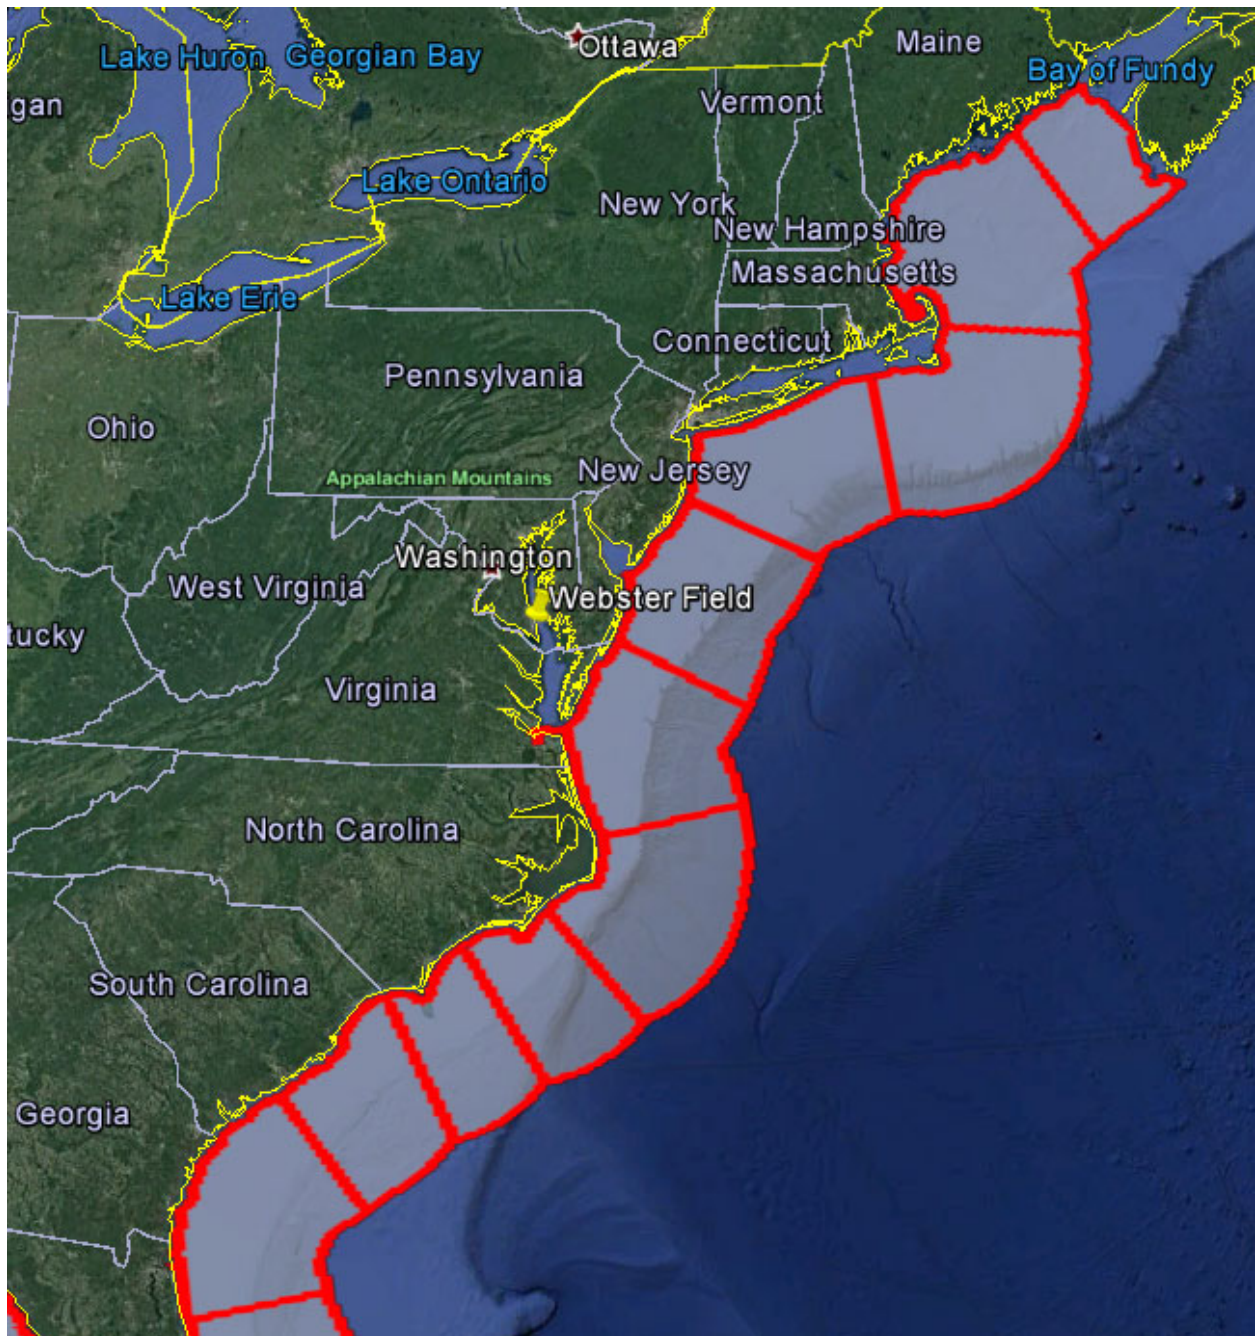 Ottawa
Maine
Lake Huron
Georgian Bay
Bay of Fundy
gan
Vermont
Lake Ontario
New York
New Hampshire
Massachusetts
Lake Erie
Connecticut
Pennsylvania
Ohio
New Jersey
Appalachian Mountains
Washington
West Virginia
Webster Field
tucky
Virginia
North Carolina
South Carolina
Georgia